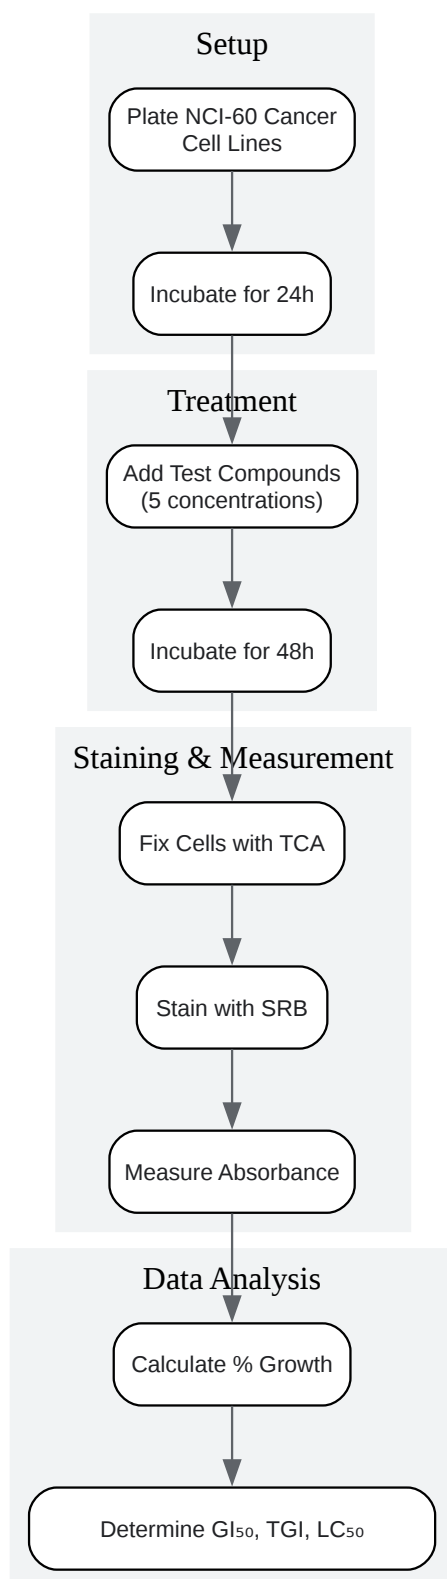 Setup
Plate NCI-60 Cancer
Cell Lines
Incubate for 24h
Treatment
Add Test Compounds
(5 concentrations)
Incubate for 48h
Staining & Measurement
Fix Cells with TCA
Stain with SRB
Measure Absorbance
Data Analysis
Calculate % Growth
Determine GI₅₀, TGI, LC₅₀